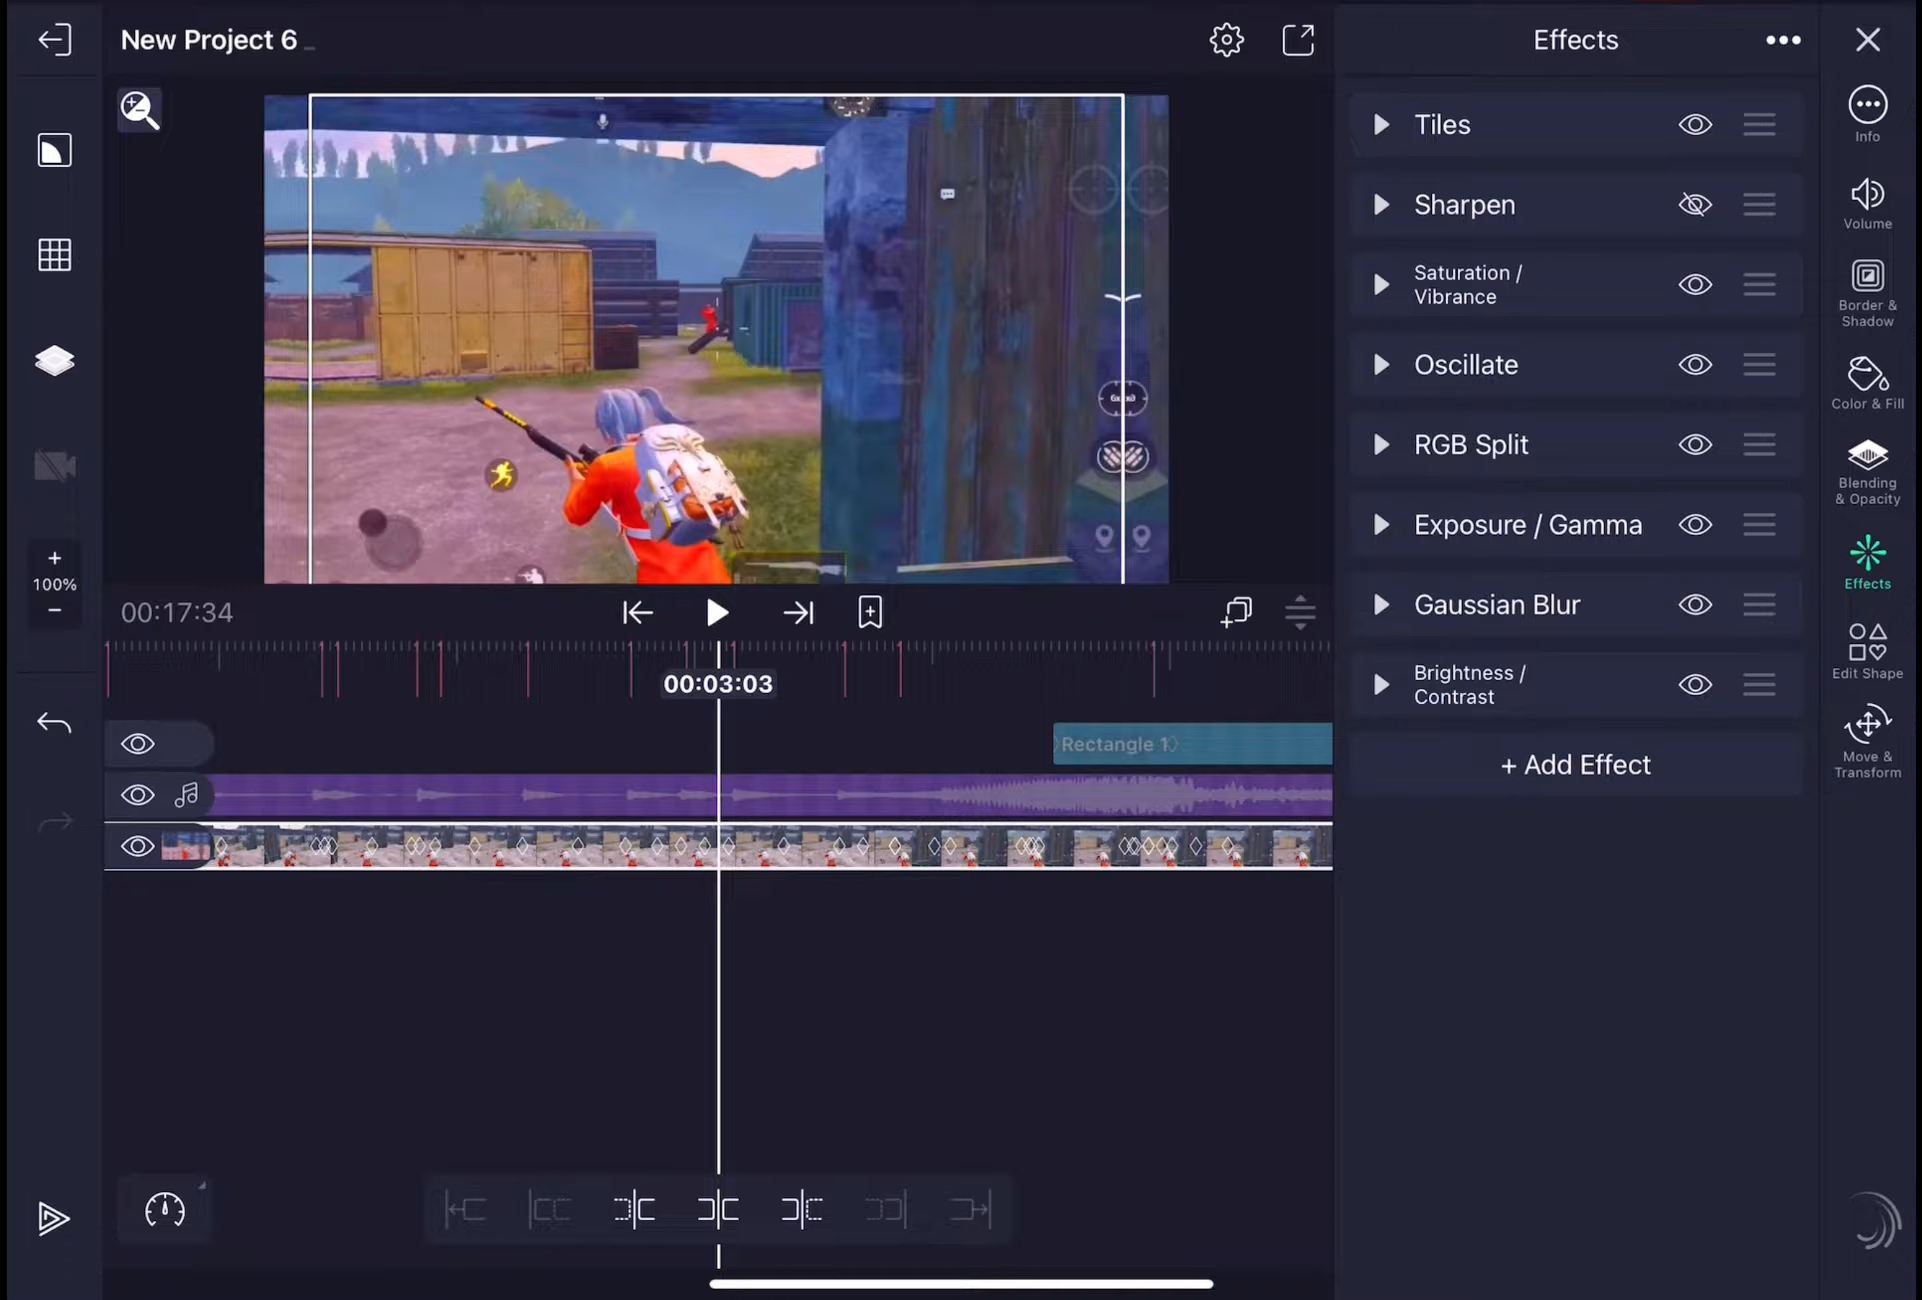 New Project 6
Effects
Tiles
Sharpen
Saturation /
Vibrance
Oscillate
RGB Split
Exposure / Gamma
Gaussian Blur
Brightness /
Contrast
+ Add Effect
Info
Volume
Border &
Shadow
Color & Fill
Blending
& Opacity
Effects
Edit Shape
Move &
Transform
+
100%
−
00:17:34
00:03:03
Rectangle 1